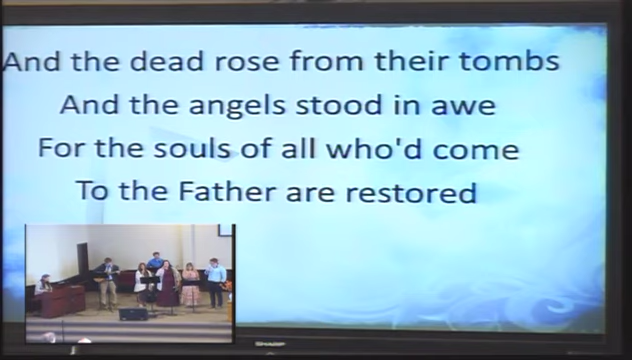 And the dead rose from their tombs
And the angels stood in awe
For the souls of all who'd come
To the Father are restored
SHARP